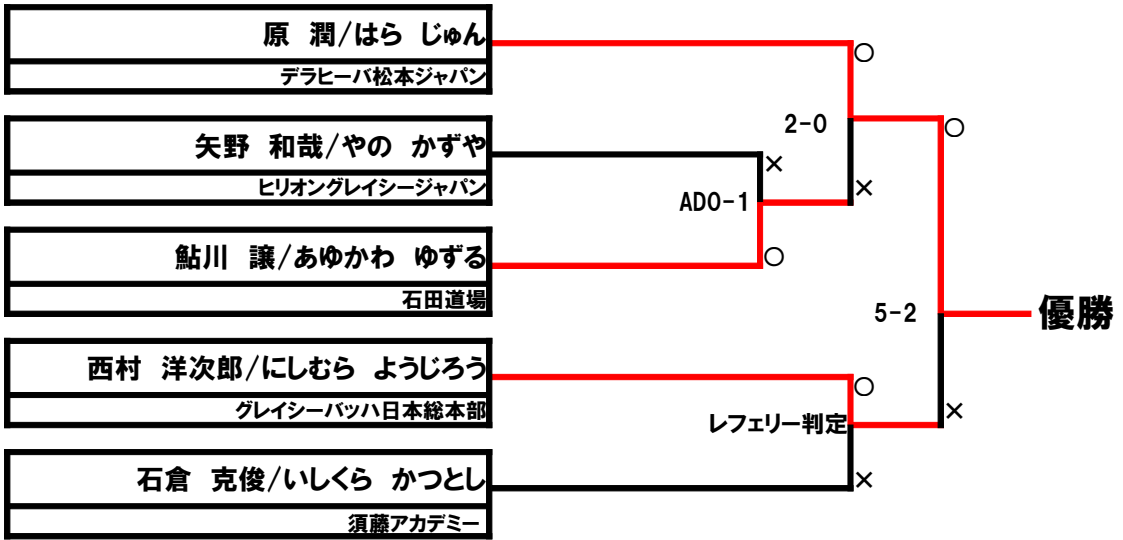 原　潤/はら じゅん
デラヒーバ松本ジャパン
○
2-0
○
矢野　和哉/やの かずや
×
ヒリオングレイシージャパン
×
ADO-1
鮎川　譲/あゆかわ ゆずる
○
石田道場
5-2
優勝
西村　洋次郎/にしむら ようじろう
○
グレイシーバッハ日本総本部
×
レフェリー判定
石倉　克俊/いしくら かつとし
×
須藤アカデミー